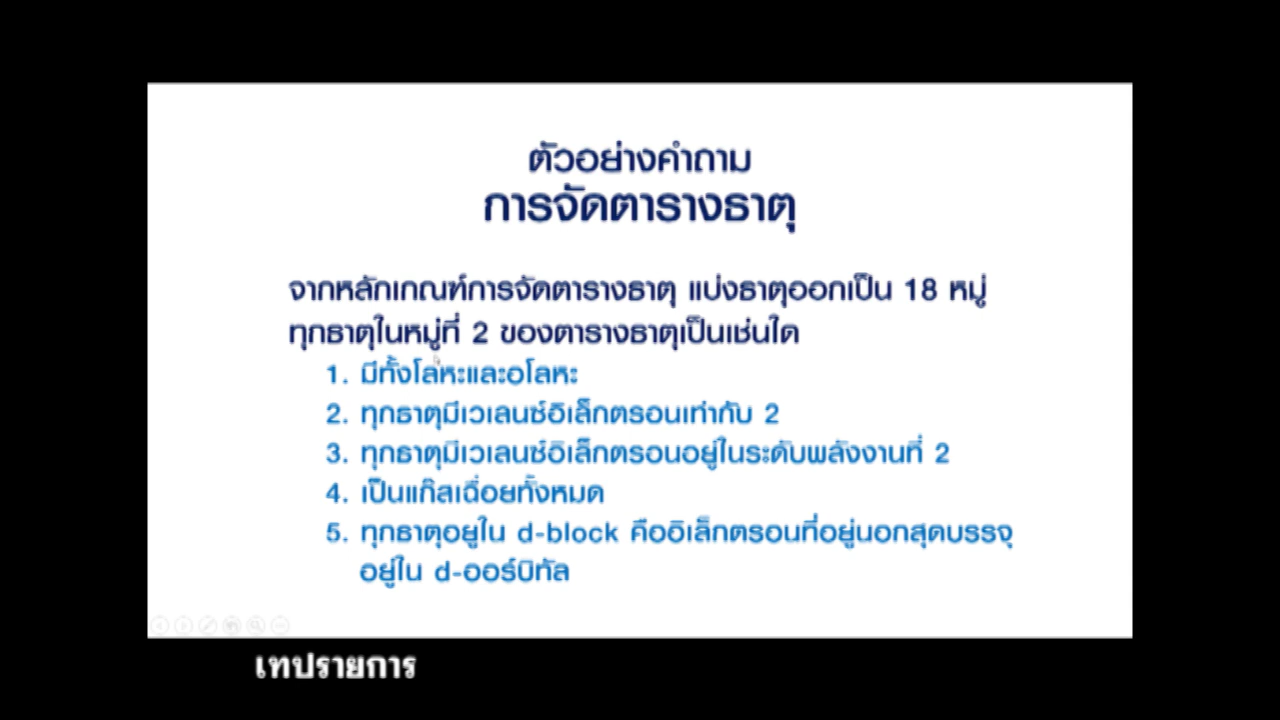 ตัวอย่างคำถาม
การจัดตารางธาตุ
จากหลักเกณฑ์การจัดตารางธาตุ แบ่งธาตุออกเป็น 18 หมู่
ทุกธาตุในหมู่ที่ 2 ของตารางธาตุเป็นเช่นใด
1. มีทั้งโลหะและอโลหะ
2. ทุกธาตุมีเวเลนซ์อิเล็กตรอนเท่ากับ 2
3. ทุกธาตุมีเวเลนซ์อิเล็กตรอนอยู่ในระดับพลังงานที่ 2
4. เป็นแก๊สเฉื่อยทั้งหมด
5. ทุกธาตุอยู่ใน d-block คืออิเล็กตรอนที่อยู่นอกสุดบรรจุ
อยู่ใน d-ออร์บิทัล
เทปรายการ